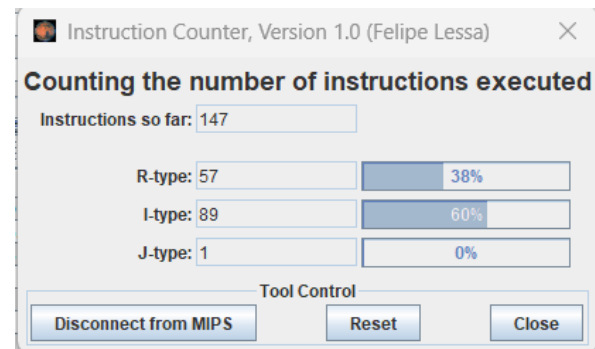 Instruction Counter, Version 1.0 (Felipe Lessa)
Counting the number of instructions executed
Instructions so far: 147
R-type: 57 38%
I-type: 89 60%
J-type: 1 0%
Tool Control
Disconnect from MIPS Reset Close